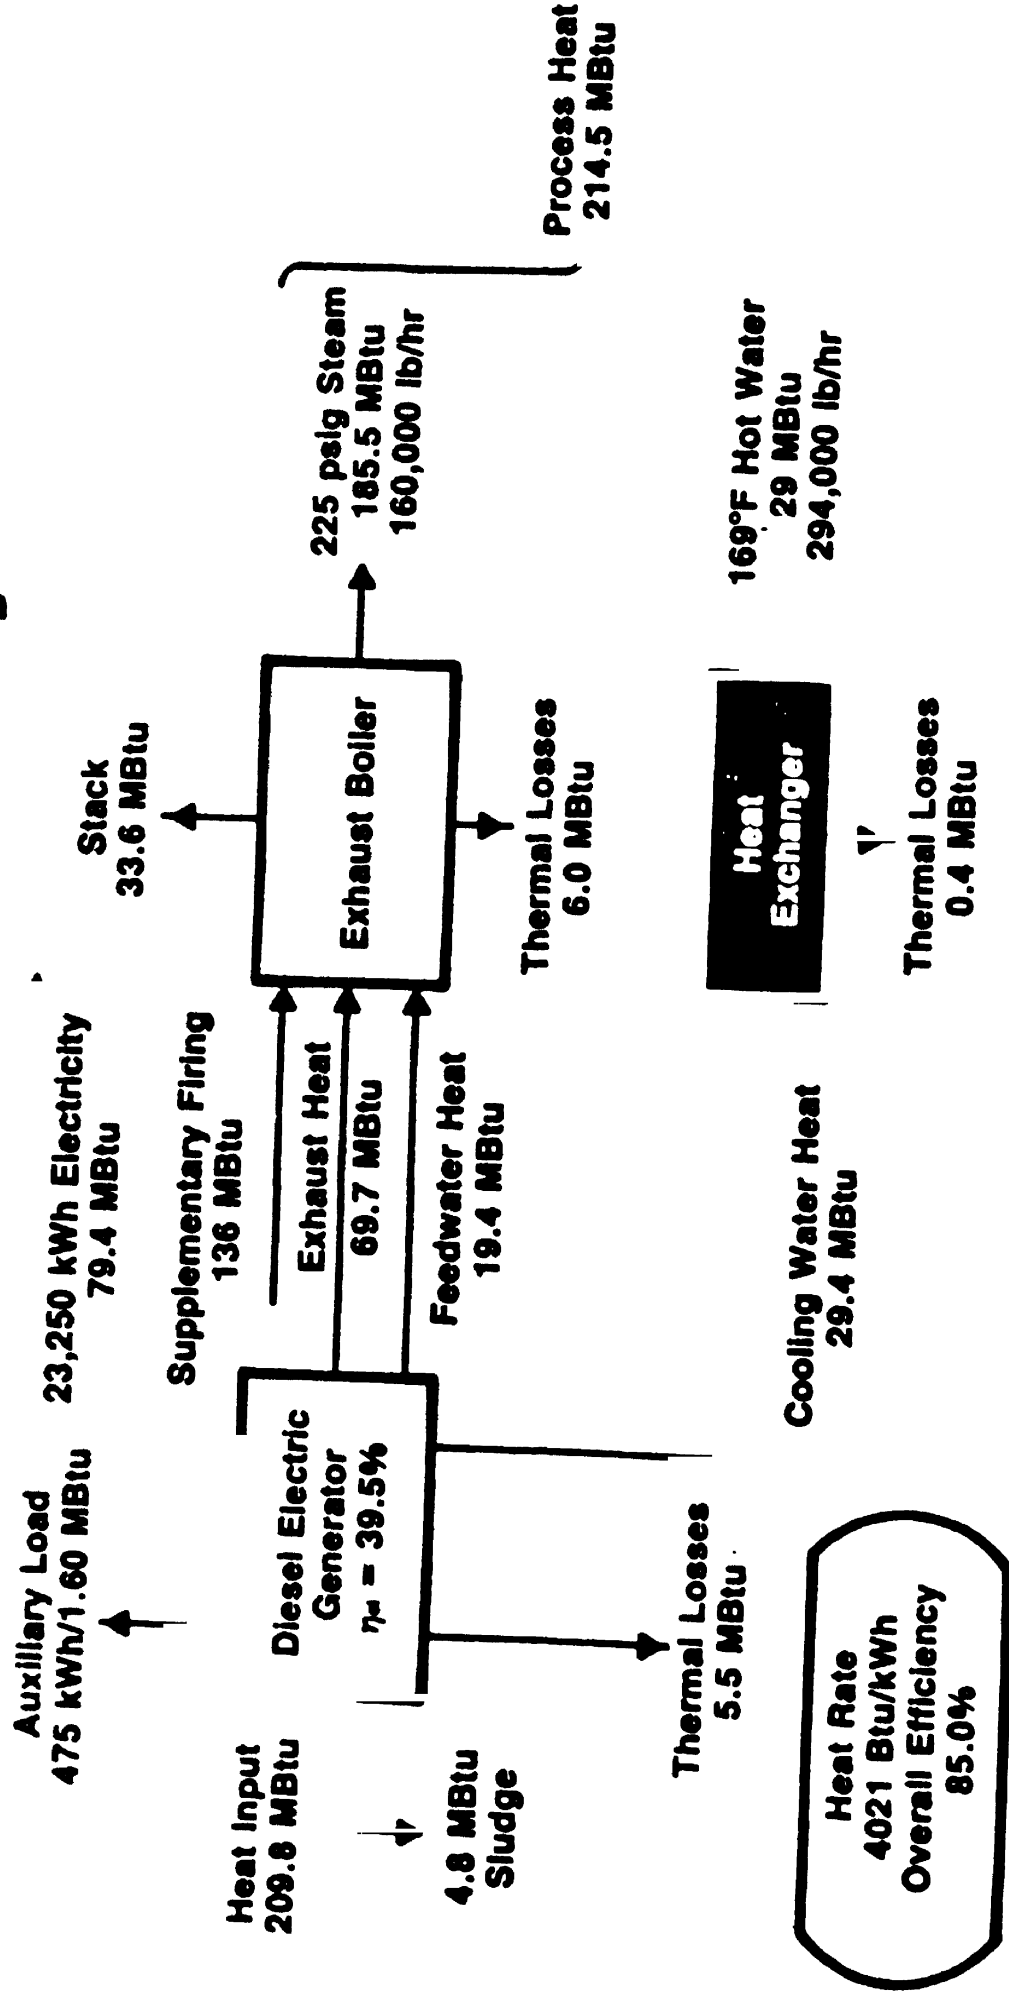 Auxiliary Load
475 kWh/1.60 MBtu
23,250 kWh Electricity
79.4 MBtu
Stack
33.6 MBtu
Supplementary Firing
136 MBtu
Heat Input
209.8 MBtu
4.8 MBtu
Sludge
Diesel Electric
Generator
ηel = 39.5%
Exhaust Heat
69.7 MBtu
Feedwater Heat
19.4 MBtu
Exhaust Boiler
225 psig Steam
185.5 MBtu
160,000 lb/hr
Process Heat
214.5 MBtu
Thermal Losses
6.0 MBtu
Thermal Losses
5.5 MBtu
Cooling Water Heat
29.4 MBtu
Heat
Exchanger
169°F Hot Water
29 MBtu
294,000 lb/hr
Thermal Losses
0.4 MBtu
Heat Rate
4021 Btu/kWh
Overall Efficiency
85.0%